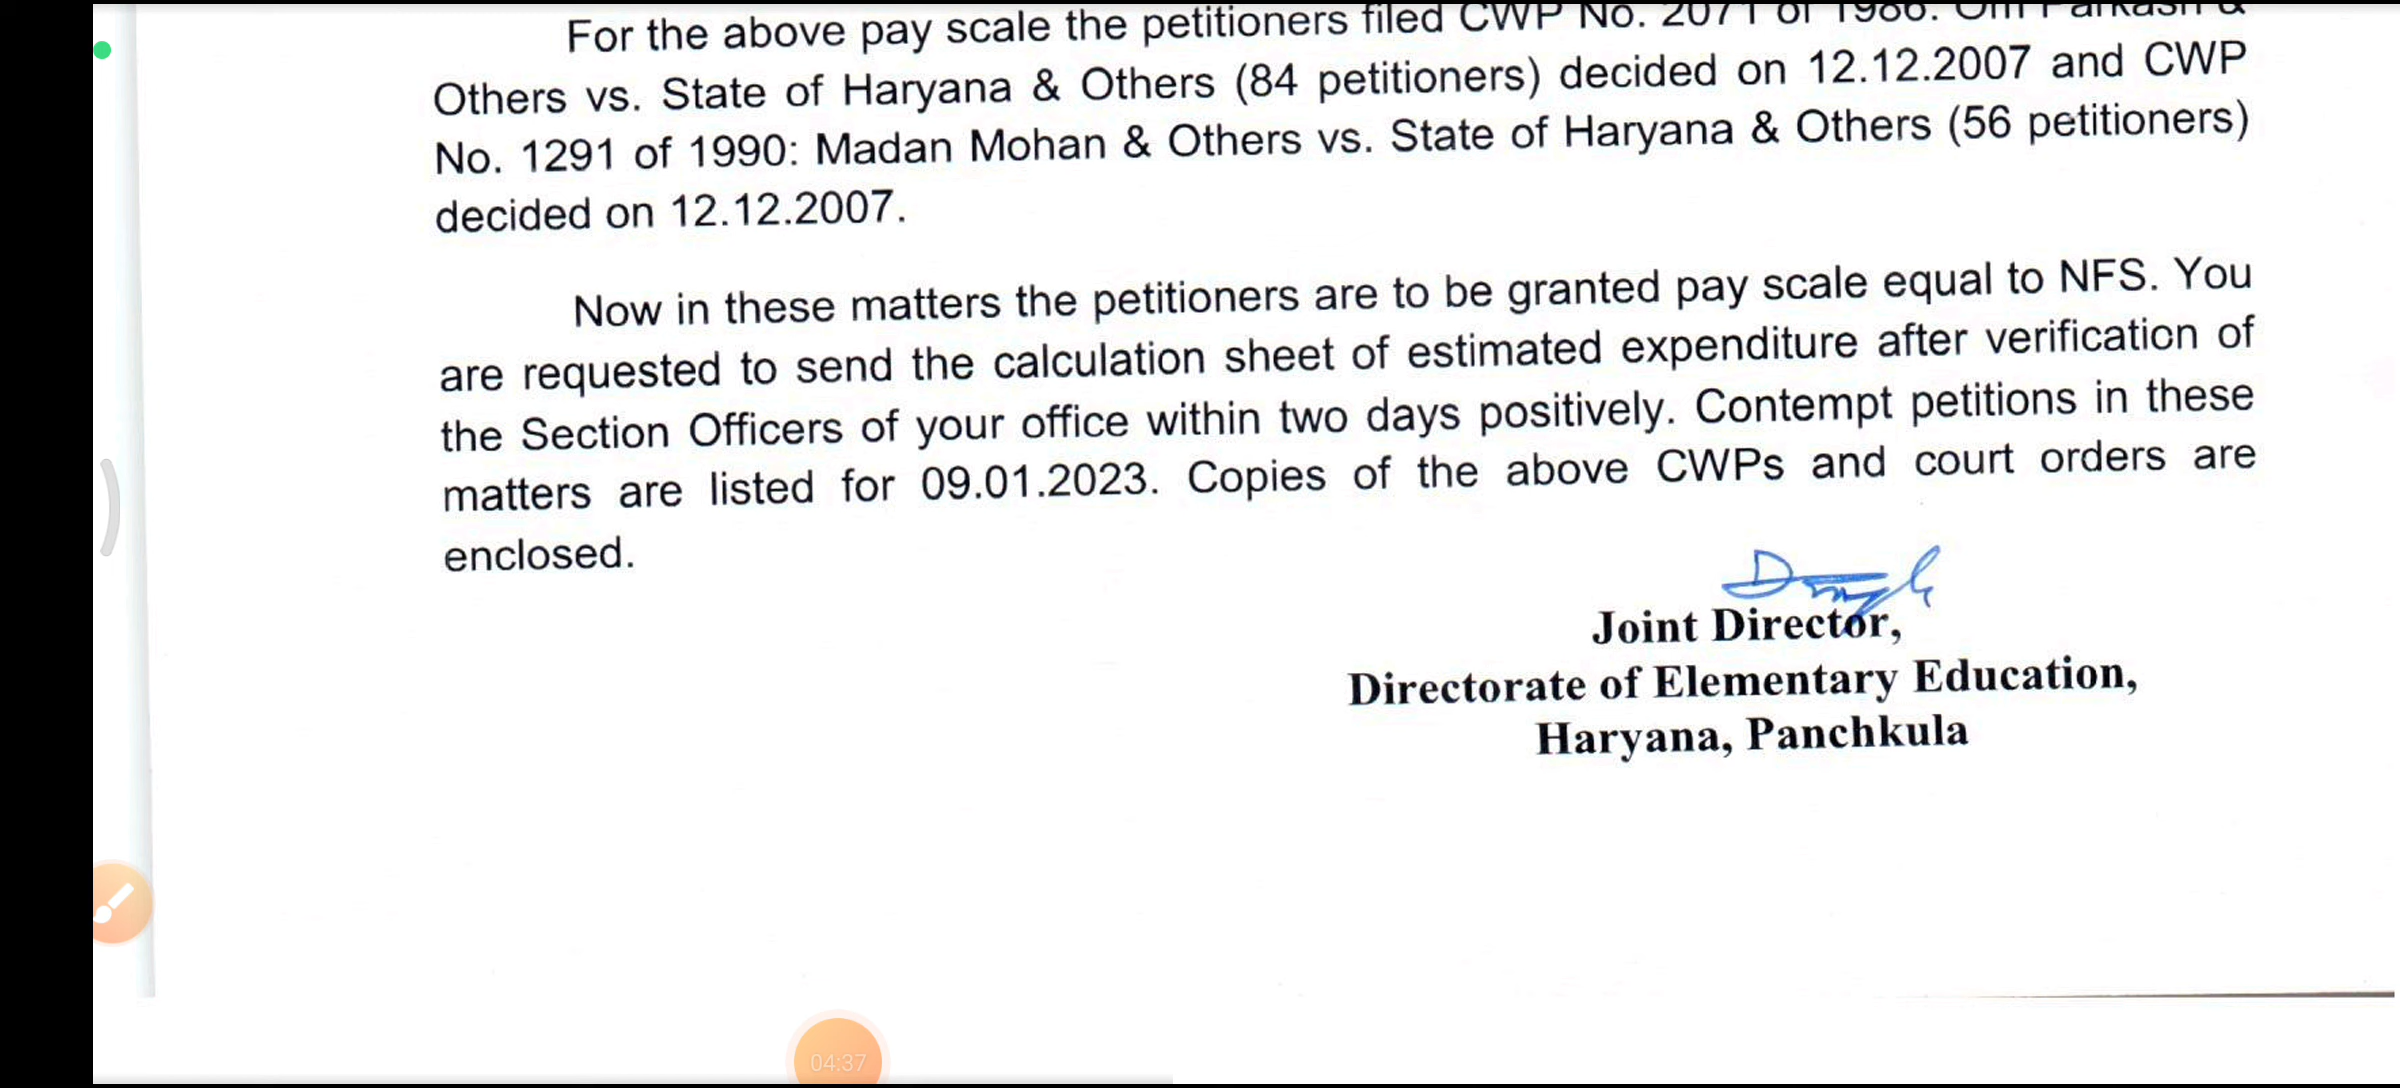 For the above pay scale the petitioners filed CWP No. 2071 of
Others vs. State of Haryana & Others (84 petitioners) decided on 12.12.2007 and CWP
No. 1291 of 1990: Madan Mohan & Others vs. State of Haryana & Others (56 petitioners)
decided on 12.12.2007.
Now in these matters the petitioners are to be granted pay scale equal to NFS. You
are requested to send the calculation sheet of estimated expenditure after verification of
the Section Officers of your office within two days positively. Contempt petitions in these
matters are listed for 09.01.2023. Copies of the above CWPs and court orders are
enclosed.
Joint Director,
Directorate of Elementary Education,
Haryana, Panchkula
04:37